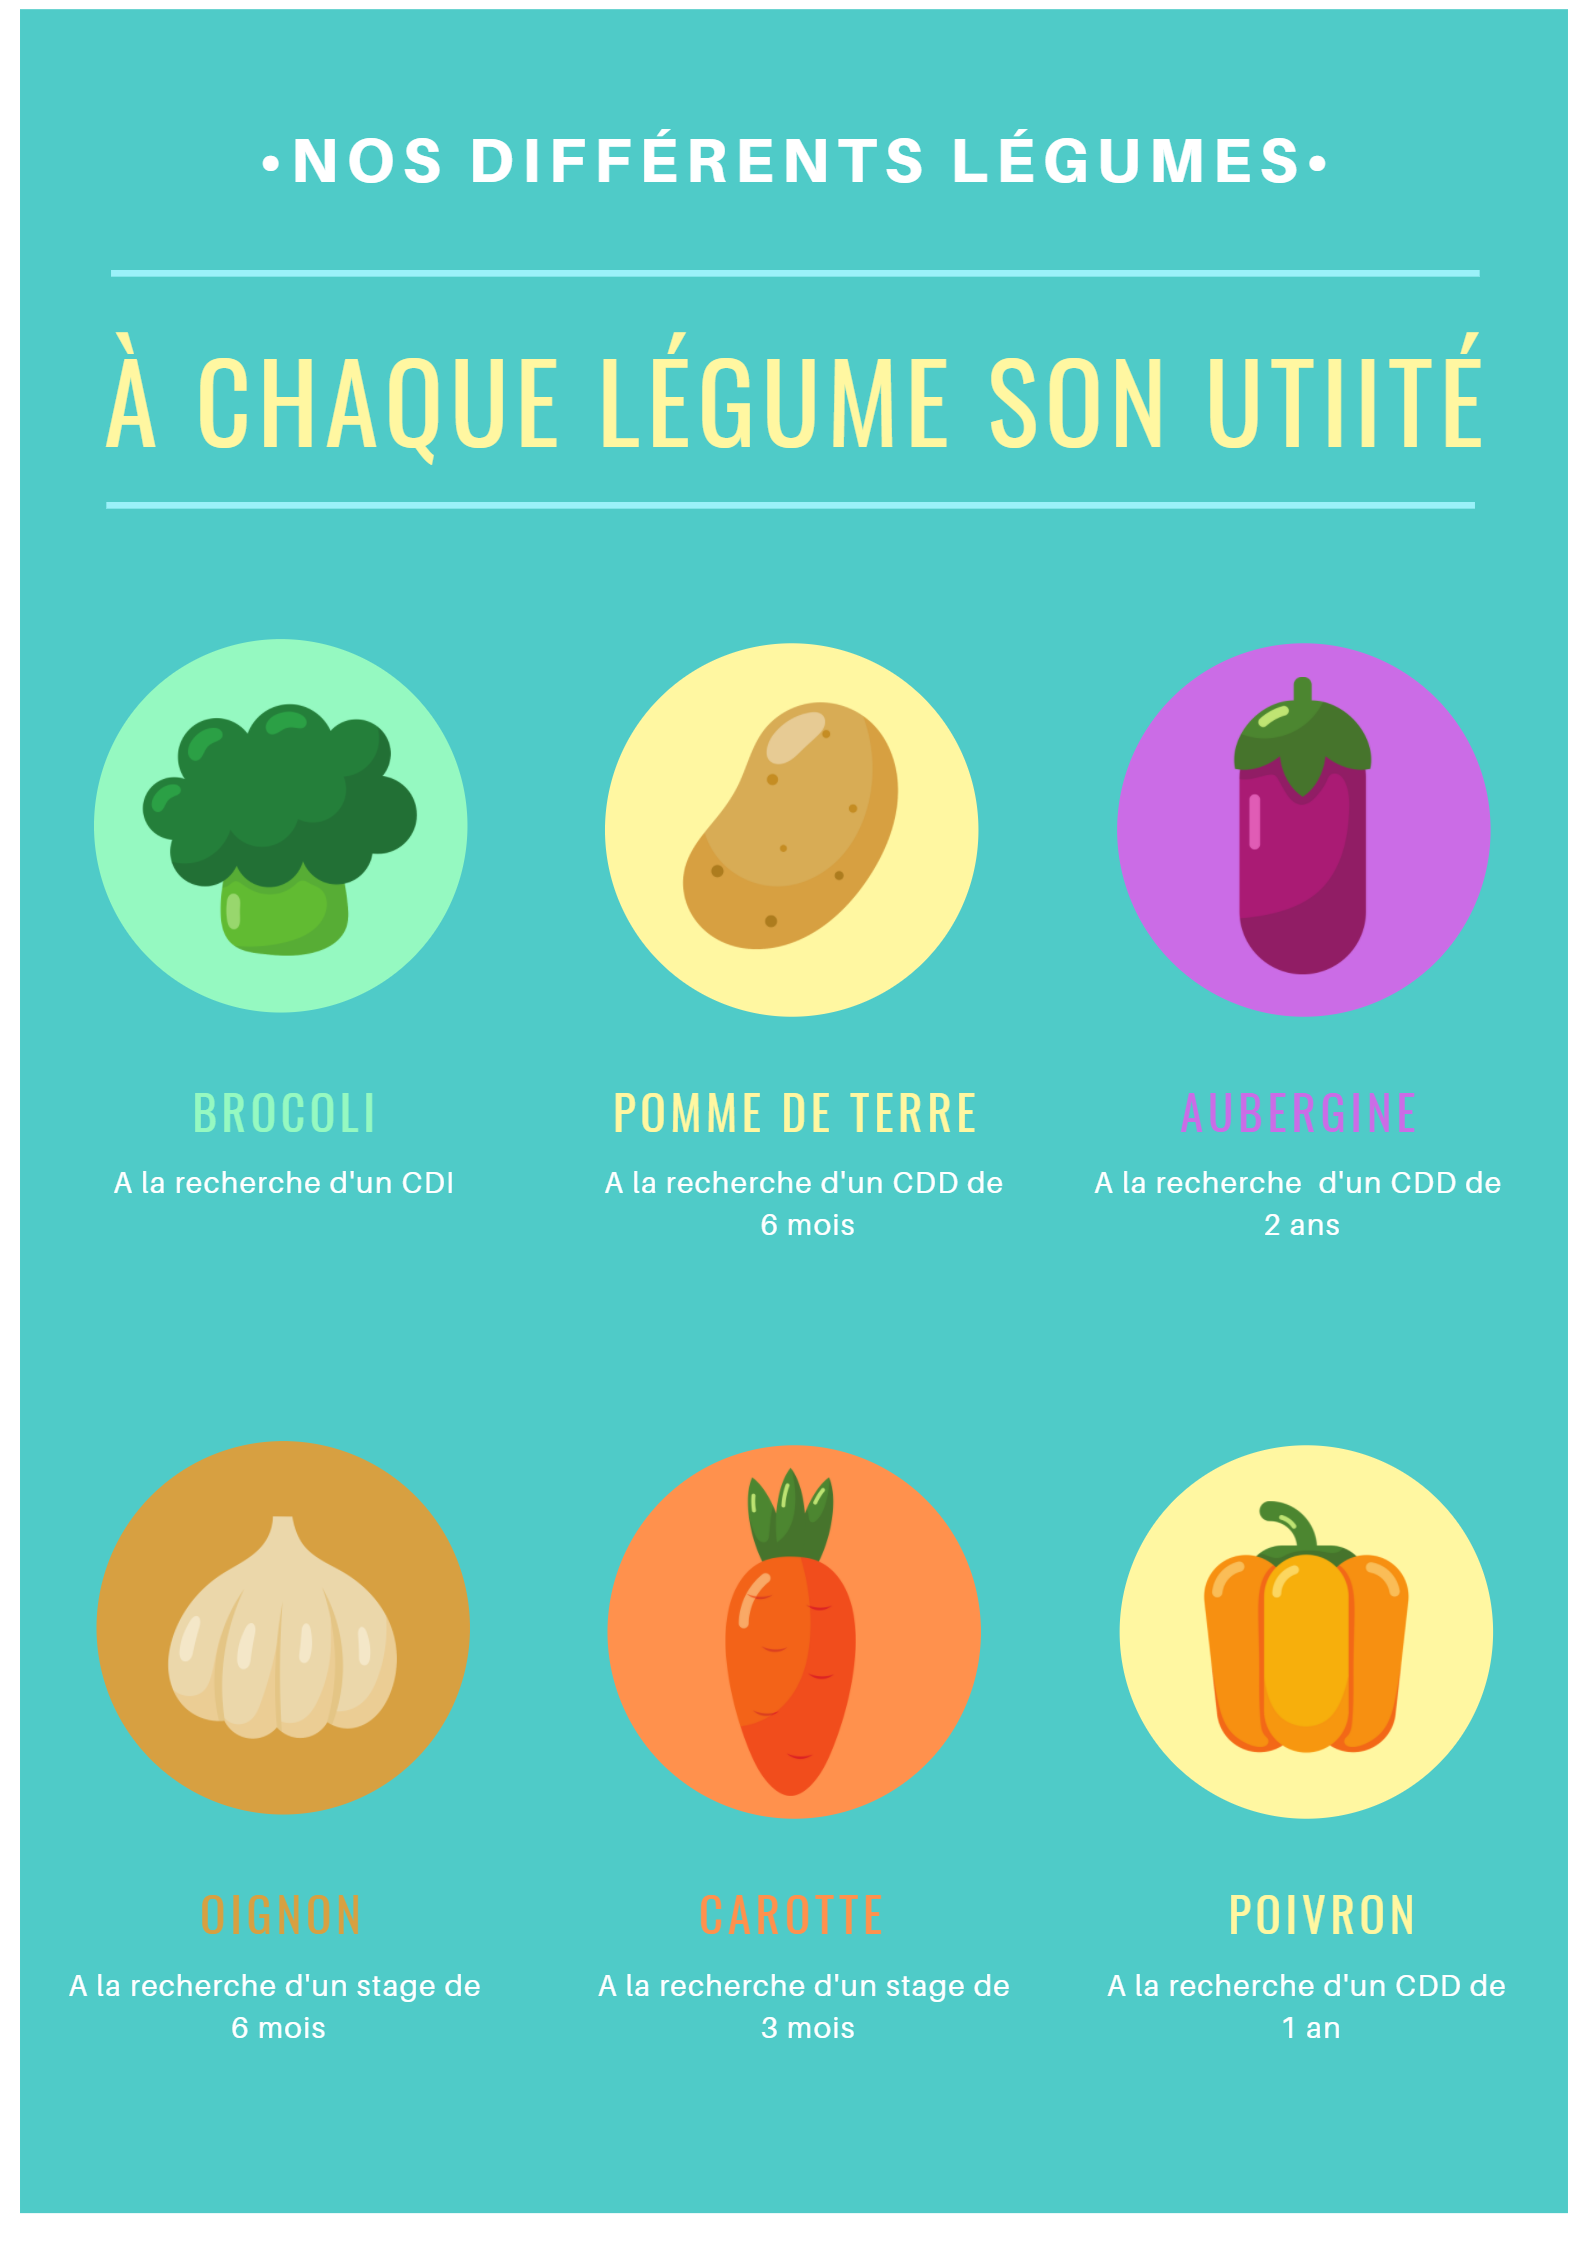 •NOS DIFFÉRENTS LÉGUMES•
À CHAQUE LÉGUME SON UTIITÉ
BROCOLI
A la recherche d'un CDI
POMME DE TERRE
A la recherche d'un CDD de
6 mois
AUBERGINE
A la recherche  d'un CDD de
2 ans
OIGNON
A la recherche d'un stage de
6 mois
CAROTTE
A la recherche d'un stage de
3 mois
POIVRON
A la recherche d'un CDD de
1 an